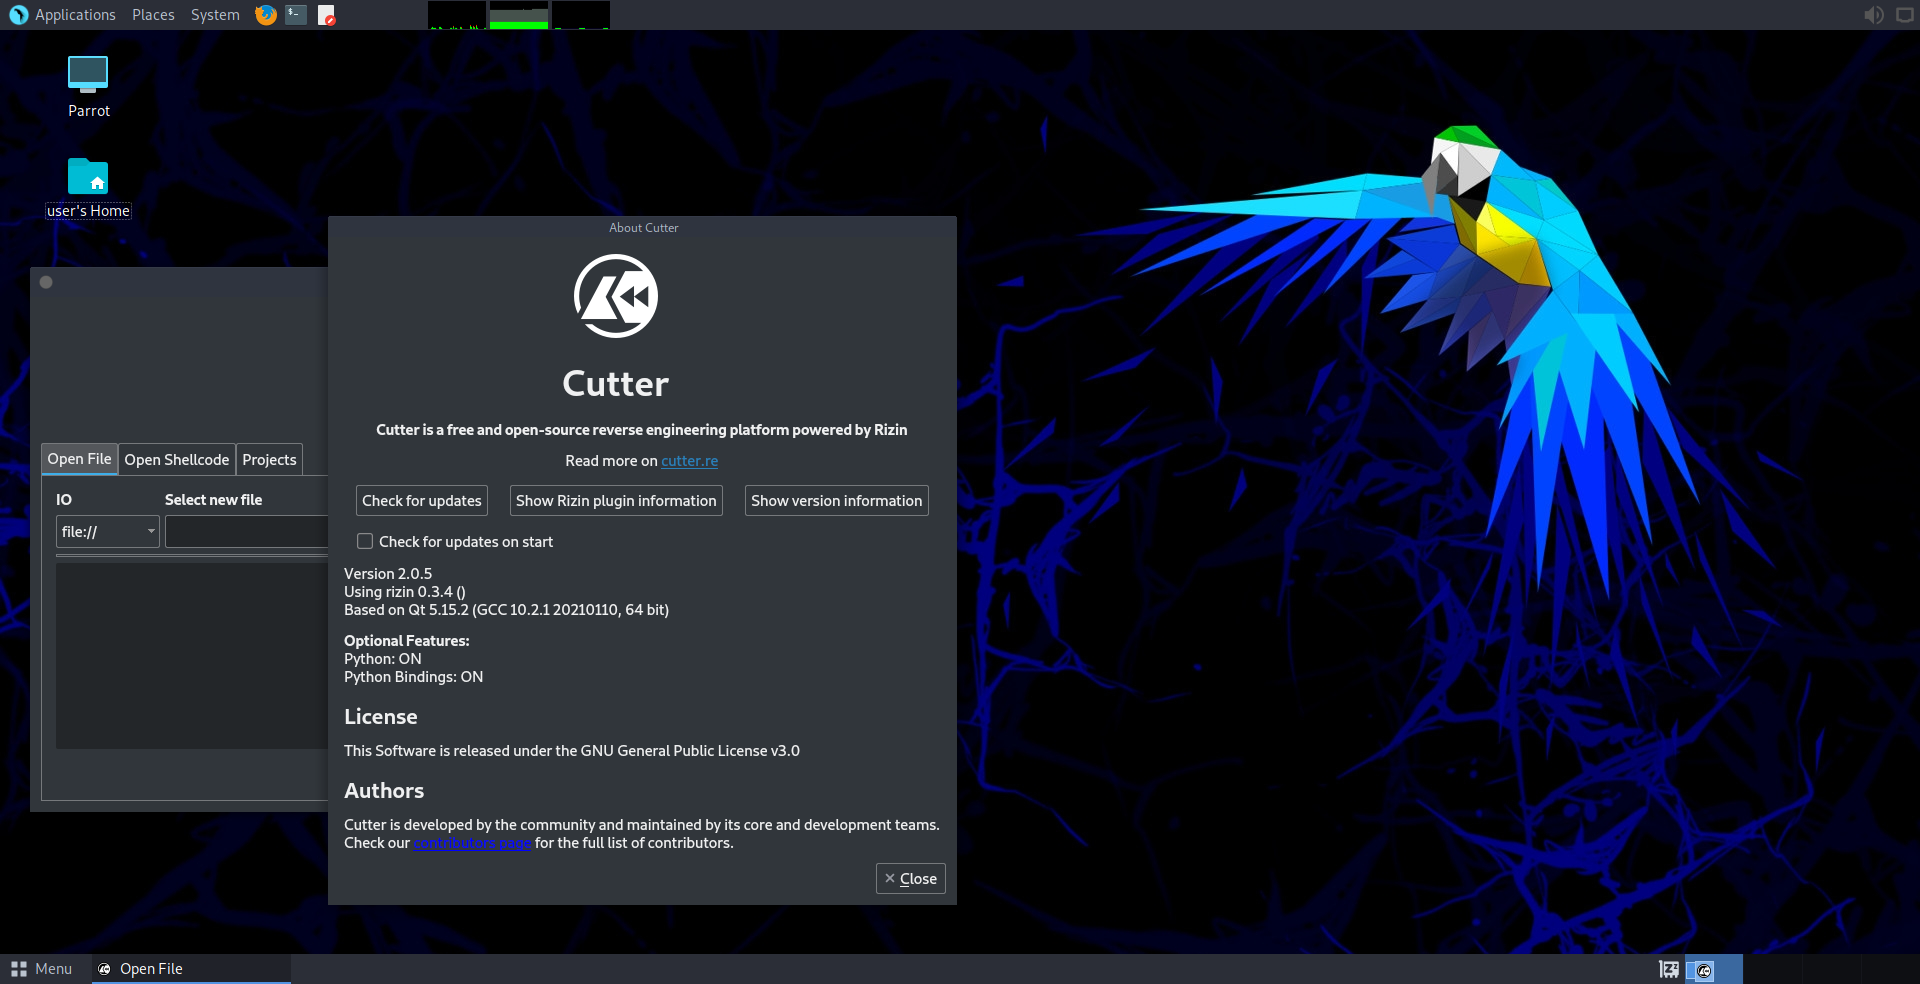 Applications Places System
Parrot
user's Home
About Cutter
Cutter
Cutter is a free and open-source reverse engineering platform powered by Rizin
Read more on cutter.re
Check for updates Show Rizin plugin information Show version information
Check for updates on start
Version 2.0.5
Using rizin 0.3.4 ()
Based on Qt 5.15.2 (GCC 10.2.1 20210110, 64 bit)
Optional Features:
Python: ON
Python Bindings: ON
License
This Software is released under the GNU General Public License v3.0
Authors
Cutter is developed by the community and maintained by its core and development teams.
Check our contributors page for the full list of contributors.
Close
Open File Open Shellcode Projects
IO Select new file
file://
Menu Open File